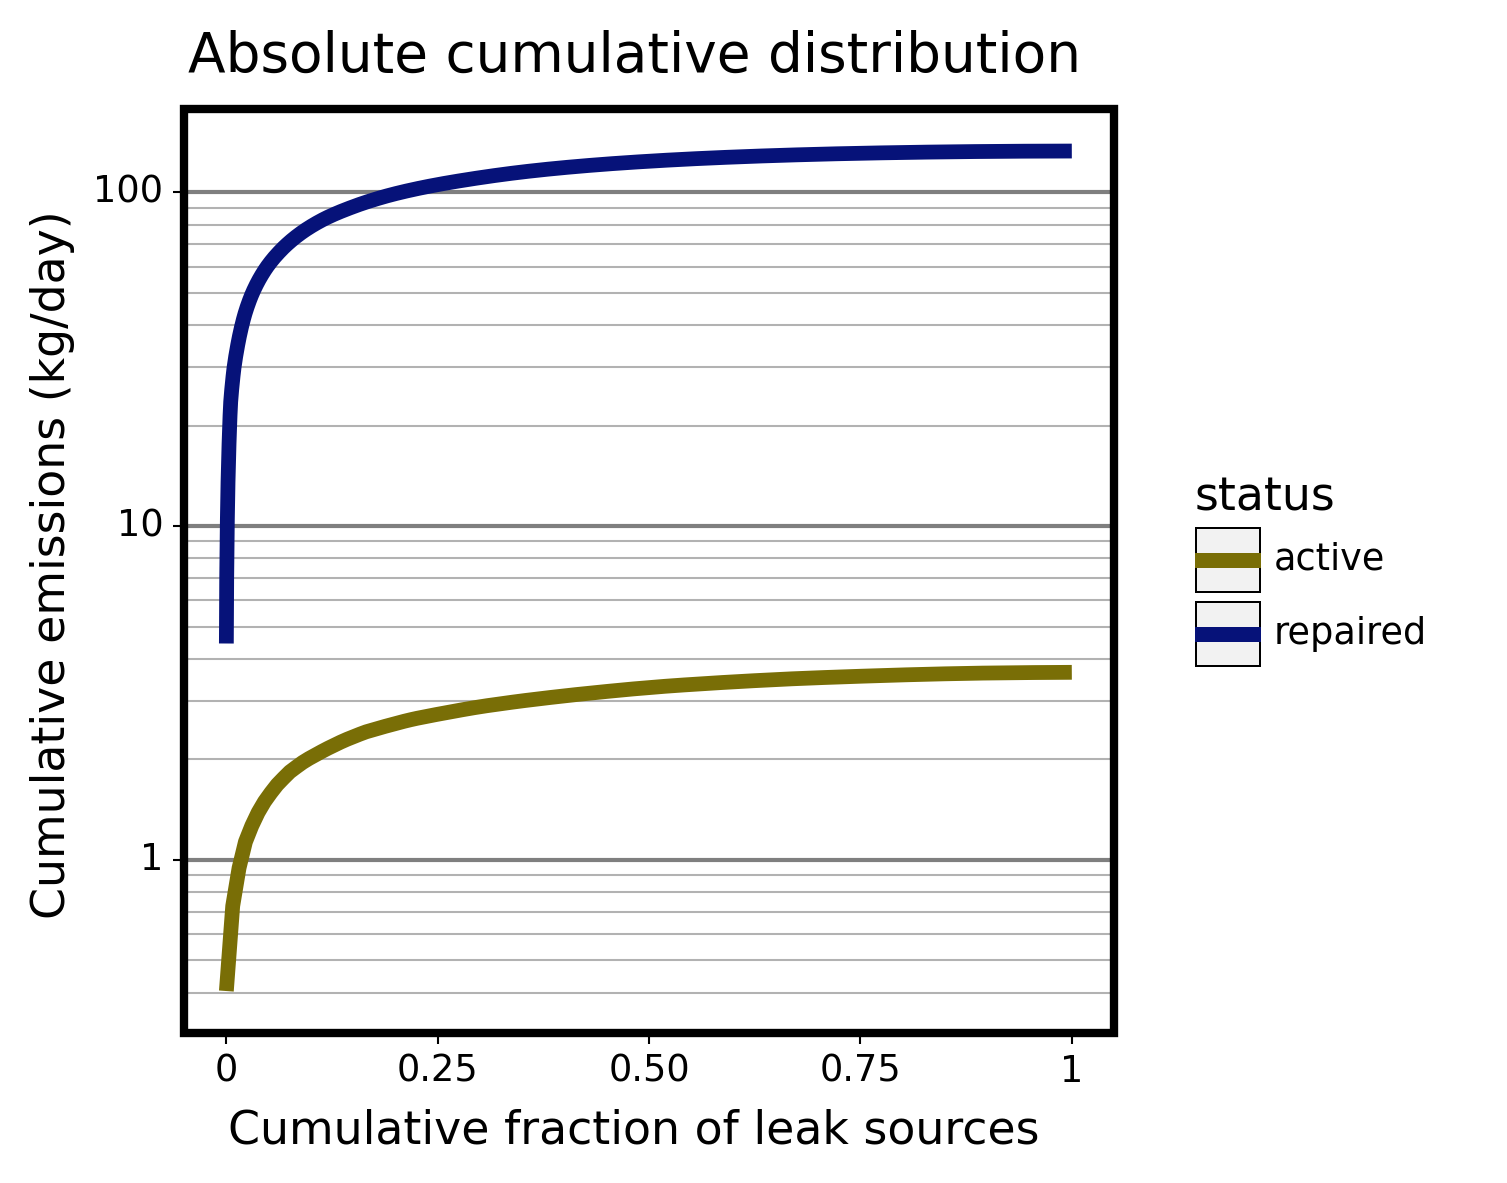 Absolute cumulative distribution
Cumulative emissions (kg/day)
100
10
1
0
0.25
0.50
0.75
1
Cumulative fraction of leak sources
status
active
repaired